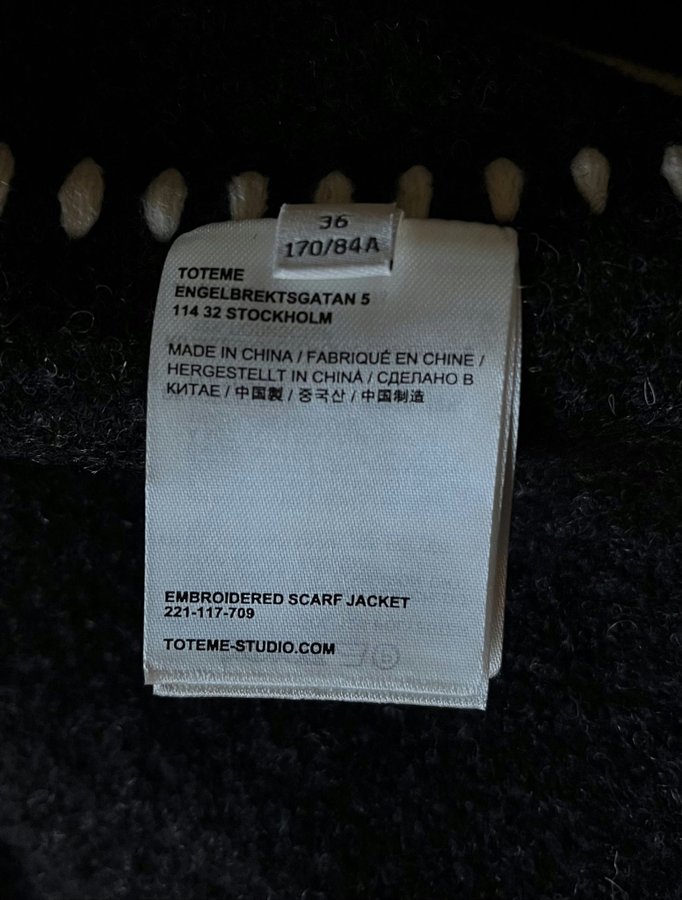 36
170/84A
TOTEME
ENGELBREKTSGATAN 5
114 32 STOCKHOLM
MADE IN CHINA / FABRIQUÉ EN CHINE /
HERGESTELLT IN CHINA / СДЕЛАНО В
КИТАЕ / 中国製 / 중국산 / 中国制造
EMBROIDERED SCARF JACKET
221-117-709
TOTEME-STUDIO.COM